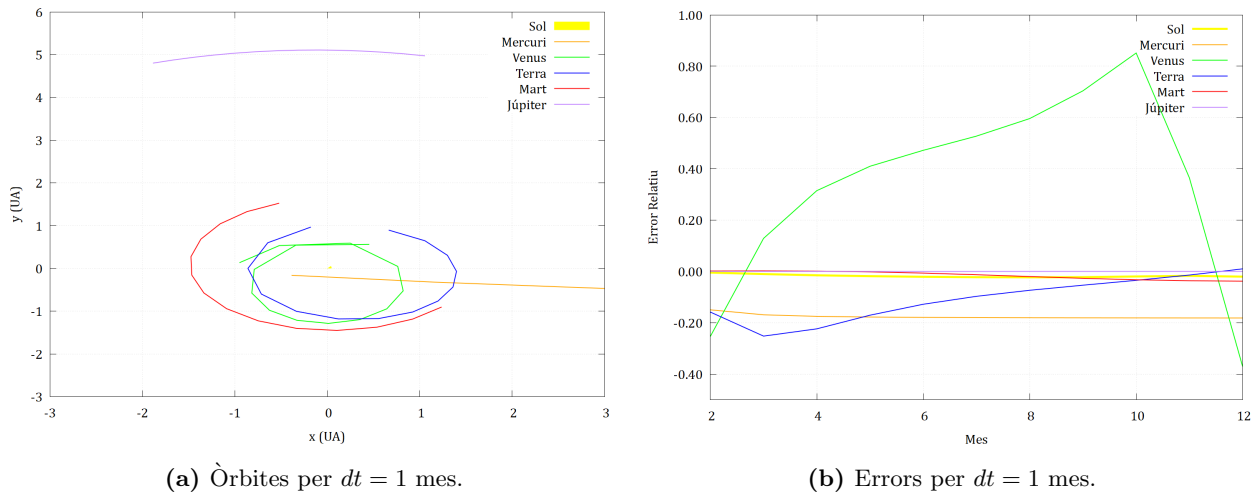 6
5
4
3
2
1
0
-1
-2
-3
-3
-2
-1
0
1
2
3
y (UA)
x (UA)
Sol
Mercuri
Venus
Terra
Mart
Júpiter
(a) Òrbites per dt = 1 mes.
1.00
0.80
0.60
0.40
0.20
0.00
-0.20
-0.40
2
4
6
8
10
12
Error Relatiu
Mes
Sol
Mercuri
Venus
Terra
Mart
Júpiter
(b) Errors per dt = 1 mes.